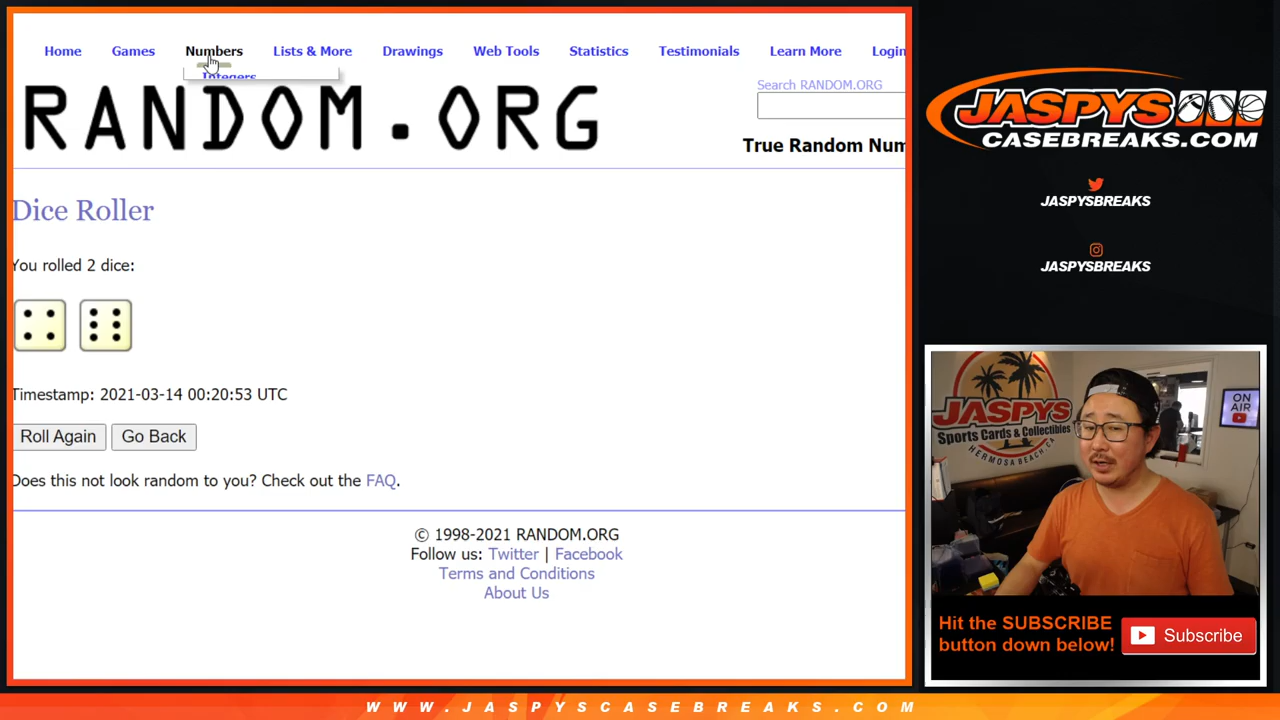 Home Games Numbers Lists & More Drawings Web Tools Statistics Testimonials Learn More Login
Integers
RANDOM.ORG
Search RANDOM.ORG
True Random Num
Dice Roller
You rolled 2 dice:
Timestamp: 2021-03-14 00:20:53 UTC
Roll Again Go Back
Does this not look random to you? Check out the FAQ.
© 1998-2021 RANDOM.ORG
Follow us: Twitter | Facebook
Terms and Conditions
About Us
JASPYS
CASEBREAKS.COM
JASPYSBREAKS
JASPYSBREAKS
JASPYS
Sports Cards & Collectibles
HERMOSA BEACH, CA
ON
AIR
Hit the SUBSCRIBE
button down below!
Subscribe
WWW.JASPYSCASEBREAKS.COM